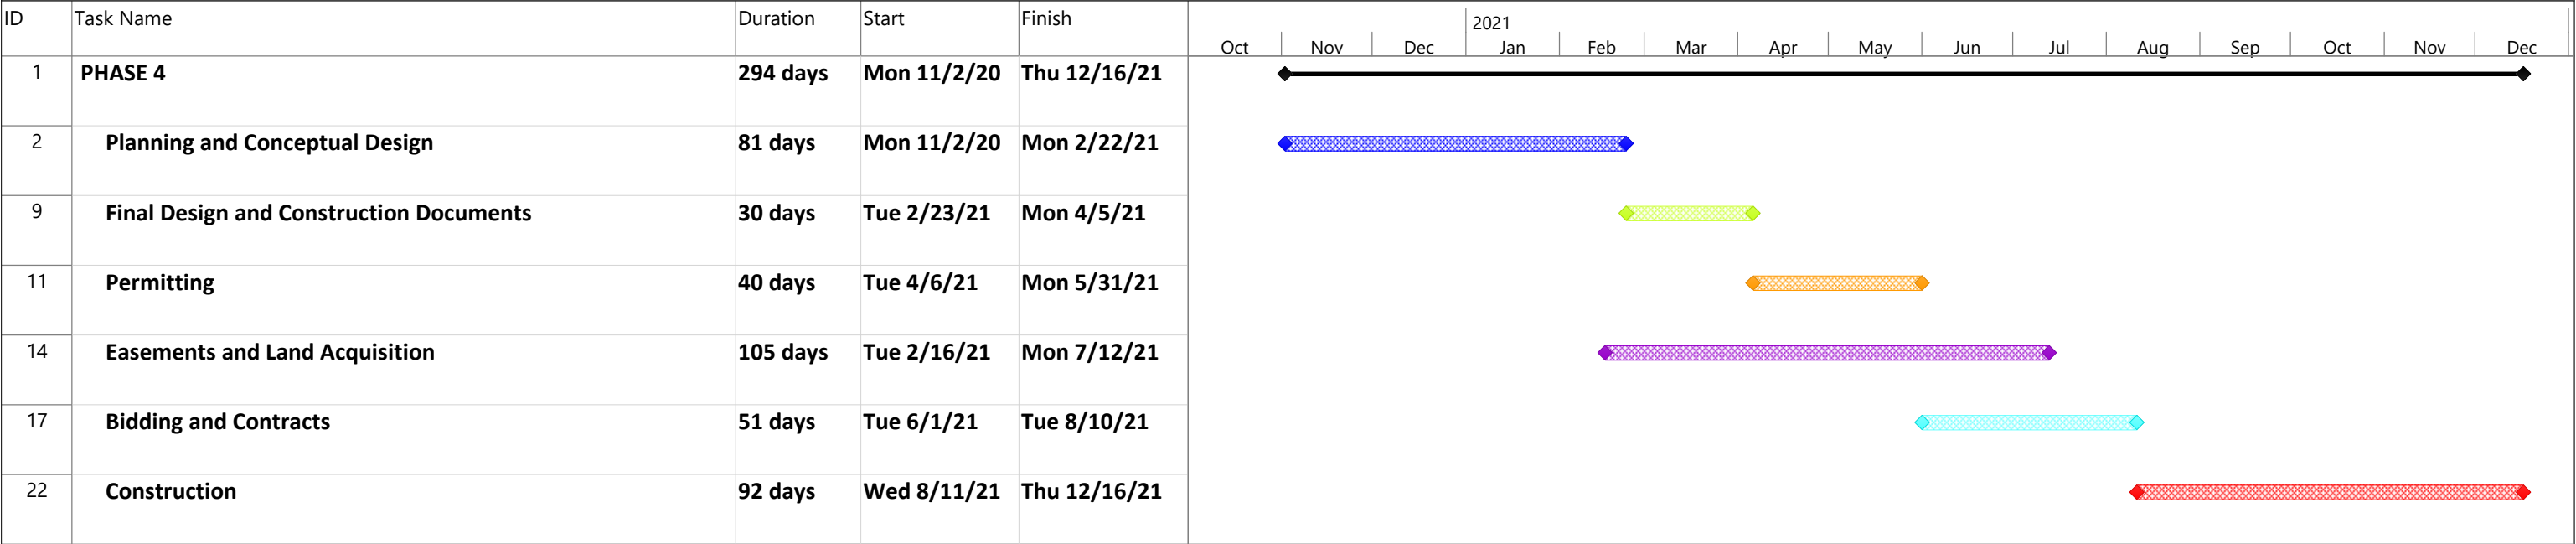 ID Task Name Duration Start Finish
2021
Oct Nov Dec Jan Feb Mar Apr May Jun Jul Aug Sep Oct Nov Dec
1 PHASE 4 294 days Mon 11/2/20 Thu 12/16/21
2 Planning and Conceptual Design 81 days Mon 11/2/20 Mon 2/22/21
9 Final Design and Construction Documents 30 days Tue 2/23/21 Mon 4/5/21
11 Permitting 40 days Tue 4/6/21 Mon 5/31/21
14 Easements and Land Acquisition 105 days Tue 2/16/21 Mon 7/12/21
17 Bidding and Contracts 51 days Tue 6/1/21 Tue 8/10/21
22 Construction 92 days Wed 8/11/21 Thu 12/16/21